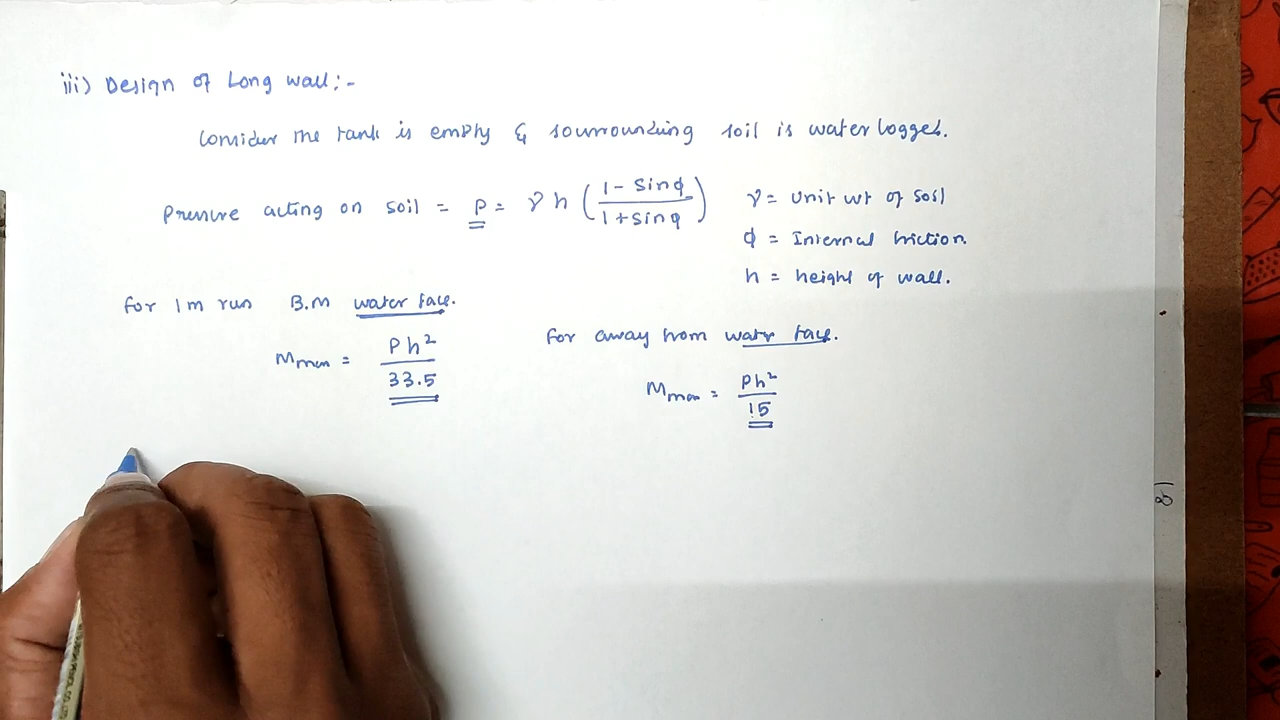 iii) Design of Long wall:-
Consider the tank is empty & sourrounding soil is water logged.
Pressure acting on soil = P = γ h (1 - sinφ / 1 + sinφ)
γ = Unit wt of soil
φ = Internal friction.
h = height of wall.
for 1m run B.M water face.
Mmax = Ph² / 33.5
For away from water face.
Mmax = Ph² / 15
18